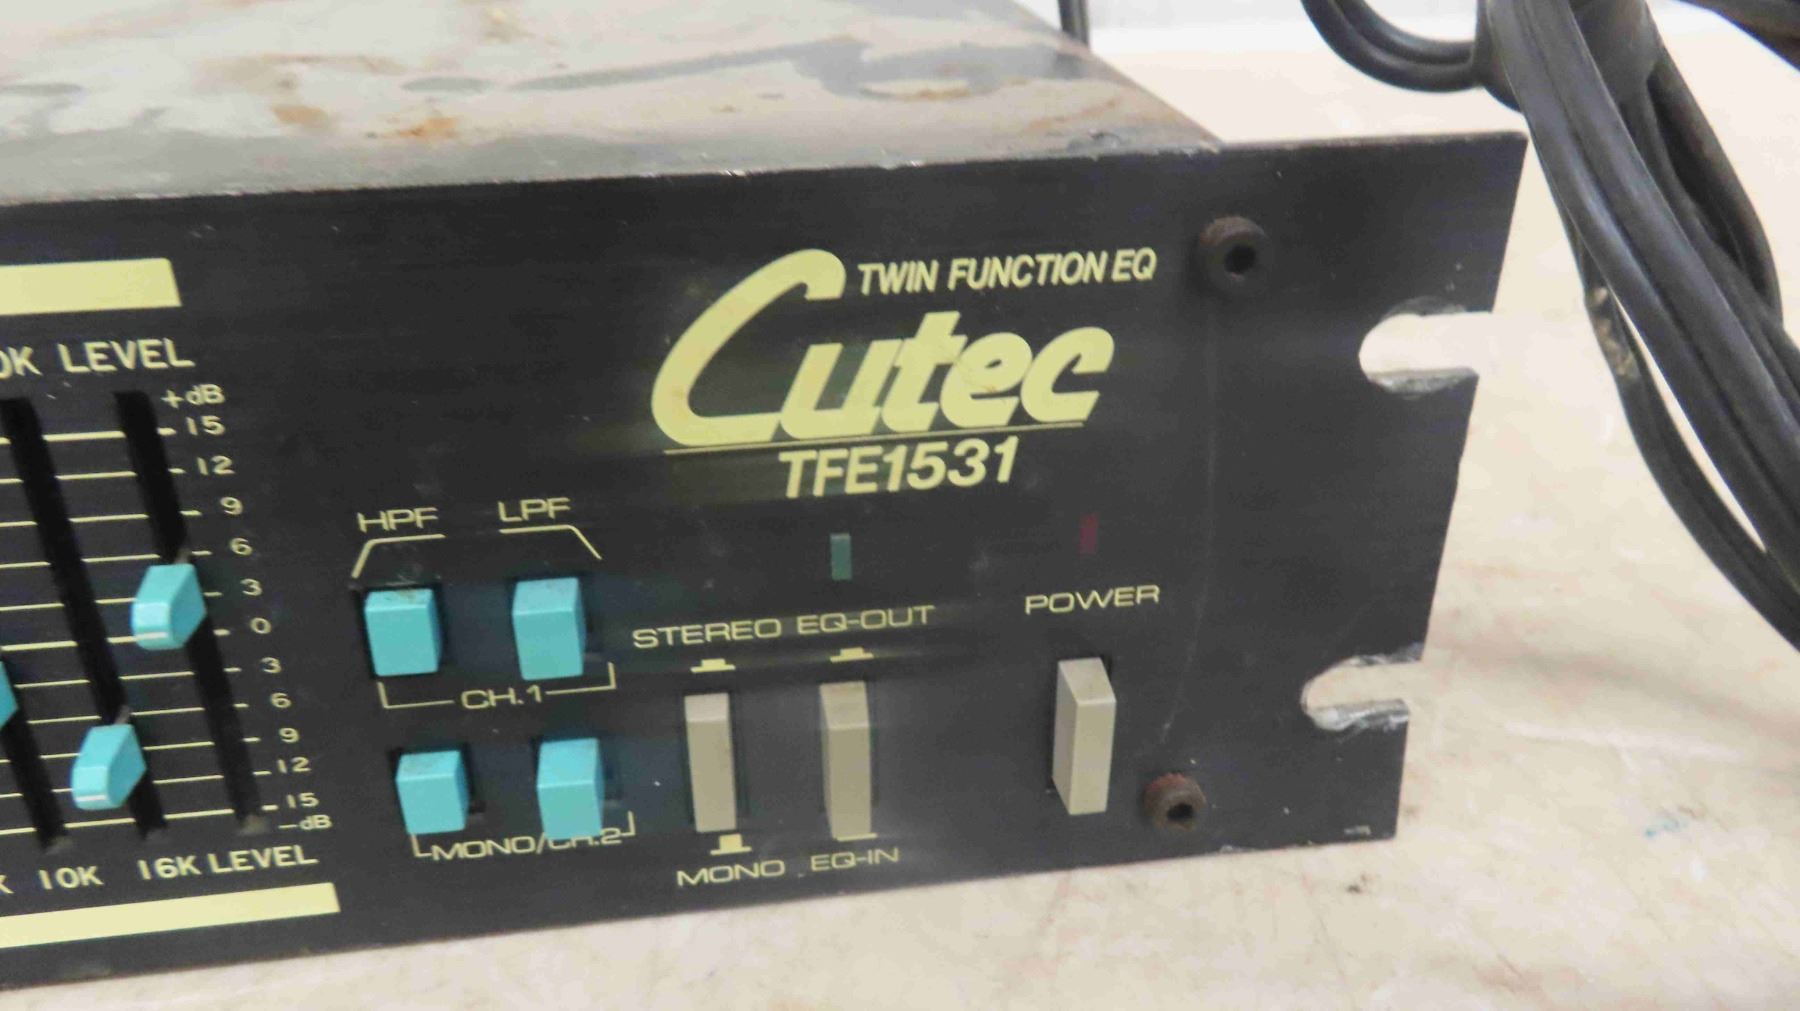 TWIN FUNCTION EQ
Cutec
TFE1531
0K LEVEL
+dB
15
12
9
6
3
0
3
6
9
12
15
-dB
K 10K 16K LEVEL
HPF LPF
CH.1
MONO/CH.2
STEREO EQ-OUT
MONO EQ-IN
POWER